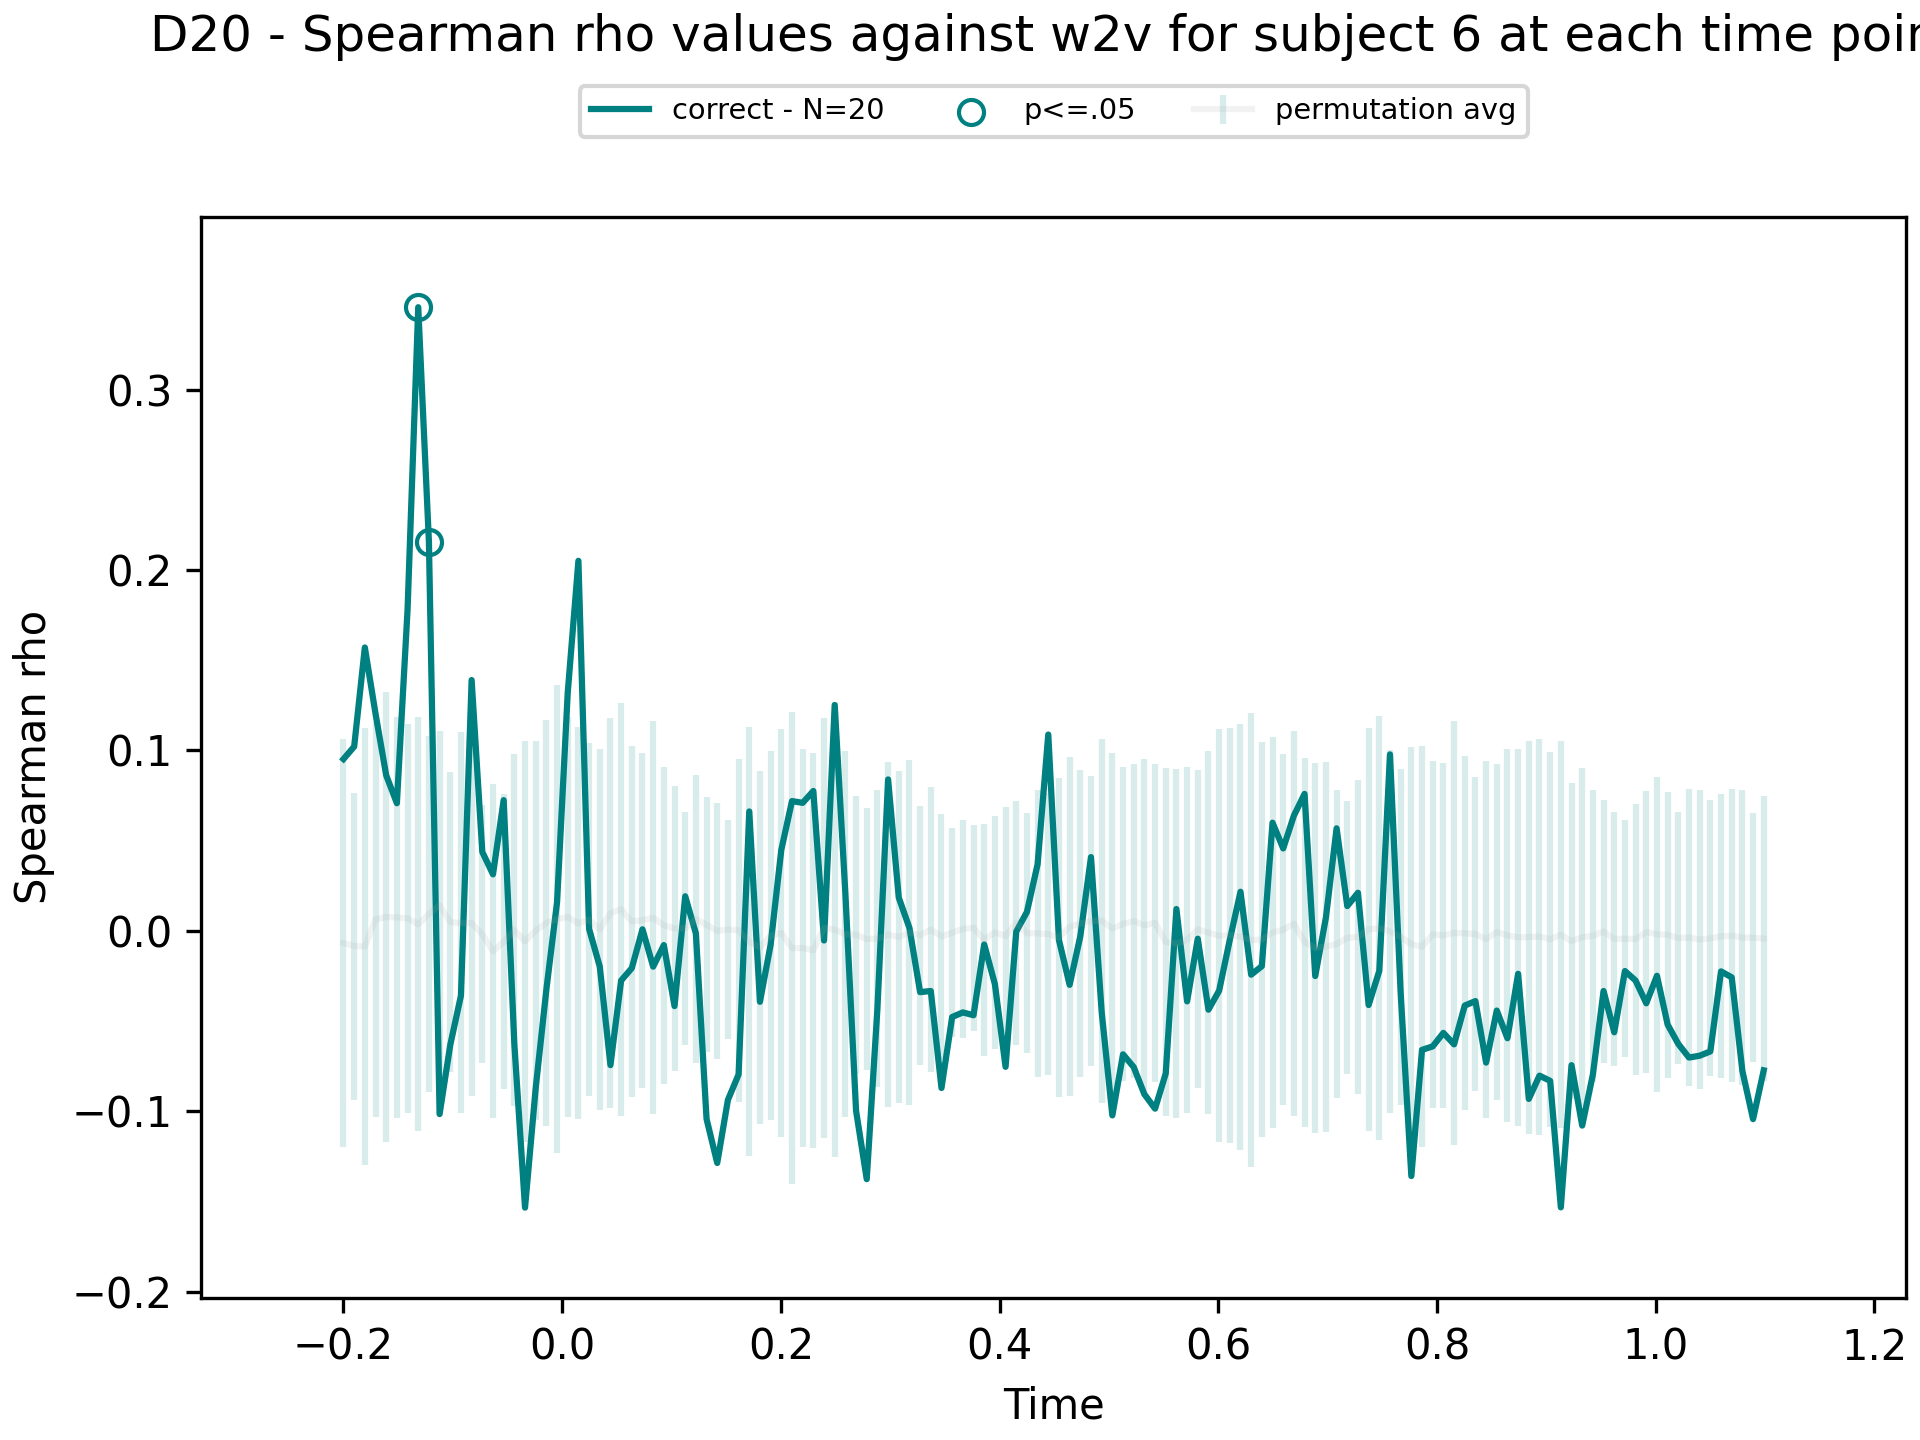 D20 - Spearman rho values against w2v for subject 6 at each time
correct - N=20 p<=.05 permutation avg
0.3
0.2
0.1
0.0
−0.1
−0.2
Spearman rho
−0.2 0.0 0.2 0.4 0.6 0.8 1.0 1.2
Time